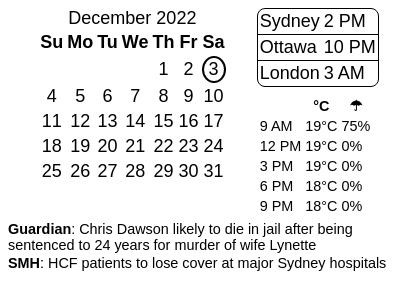 December 2022
Su Mo Tu We Th Fr Sa
1 2 3
4 5 6 7 8 9 10
11 12 13 14 15 16 17
18 19 20 21 22 23 24
25 26 27 28 29 30 31
Sydney 2 PM
Ottawa 10 PM
London 3 AM
°C ☂
9 AM 19°C 75%
12 PM 19°C 0%
3 PM 19°C 0%
6 PM 18°C 0%
9 PM 18°C 0%
Guardian: Chris Dawson likely to die in jail after being
sentenced to 24 years for murder of wife Lynette
SMH: HCF patients to lose cover at major Sydney hospitals